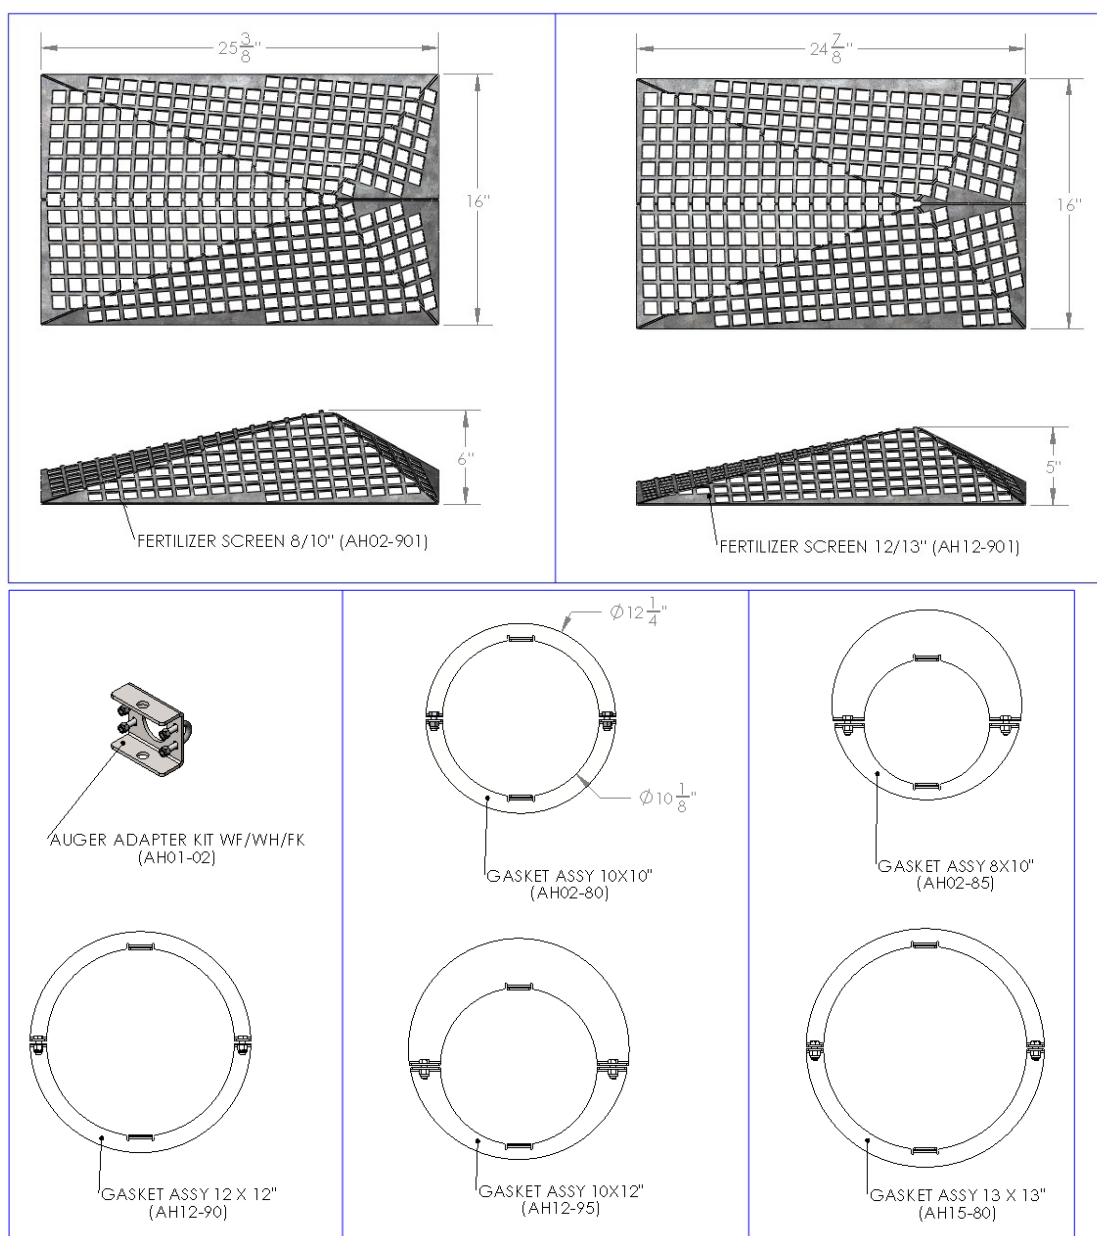 25 3/8"
16"
6"
FERTILIZER SCREEN 8/10" (AH02-901)
24 7/8"
16"
5"
FERTILIZER SCREEN 12/13" (AH12-901)
AUGER ADAPTER KIT WF/WH/FK
(AH01-02)
Ø12 1/4"
Ø10 1/8"
GASKET ASSY 10X10"
(AH02-80)
GASKET ASSY 8X10"
(AH02-85)
GASKET ASSY 12 X 12"
(AH12-90)
GASKET ASSY 10X12"
(AH12-95)
GASKET ASSY 13 X 13"
(AH15-80)